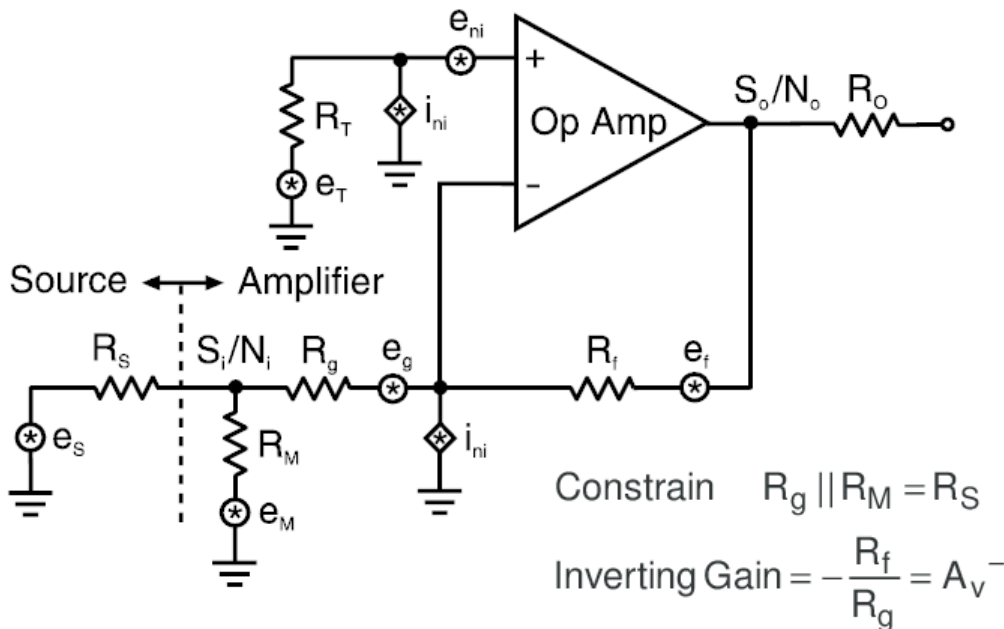 eni
+
RT
ini
Op Amp
So/No
Ro
eT
−
Source
Amplifier
RS
Si/Ni
Rg
eg
Rf
ef
eS
RM
ini
eM
Constrain Rg || RM = RS
Inverting Gain = − Rf / Rg = Av−